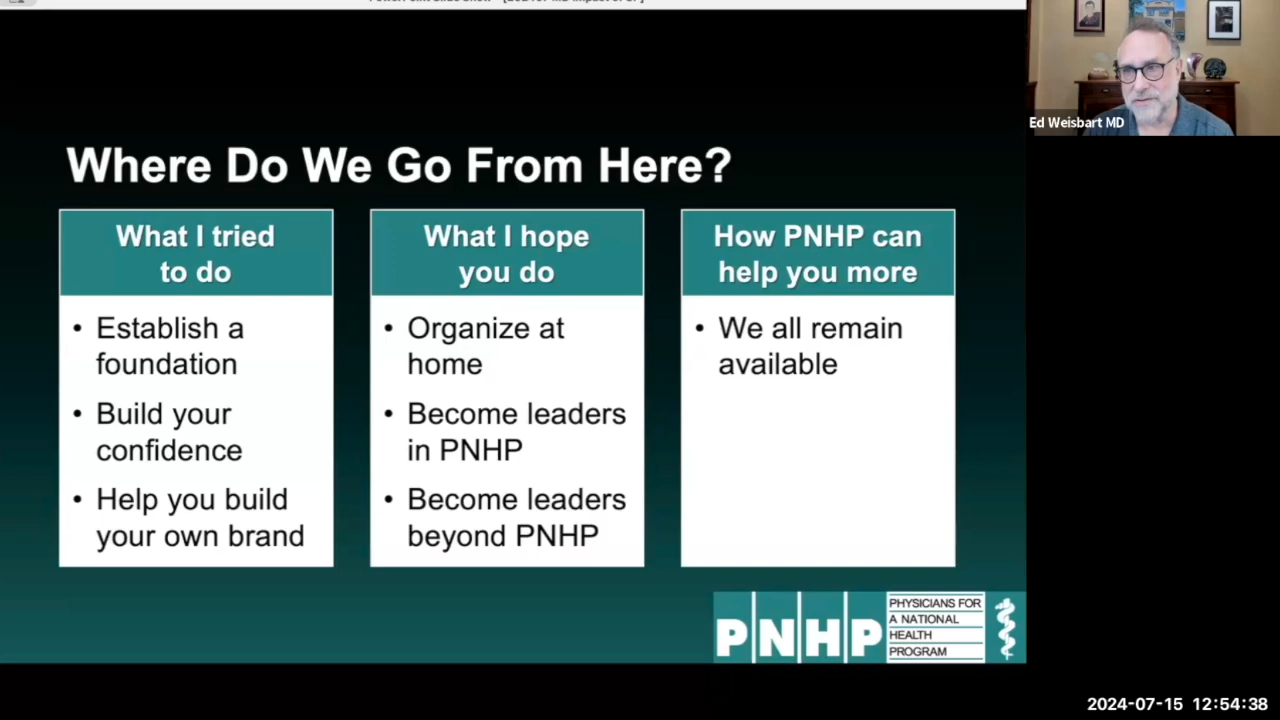 Ed Weisbart MD
Where Do We Go From Here?
What I tried
to do
• Establish a
foundation
• Build your
confidence
• Help you build
your own brand
What I hope
you do
• Organize at
home
• Become leaders
in PNHP
• Become leaders
beyond PNHP
How PNHP can
help you more
• We all remain
available
PNHP
PHYSICIANS FOR
A NATIONAL
HEALTH
PROGRAM
2024-07-15 12:54:38